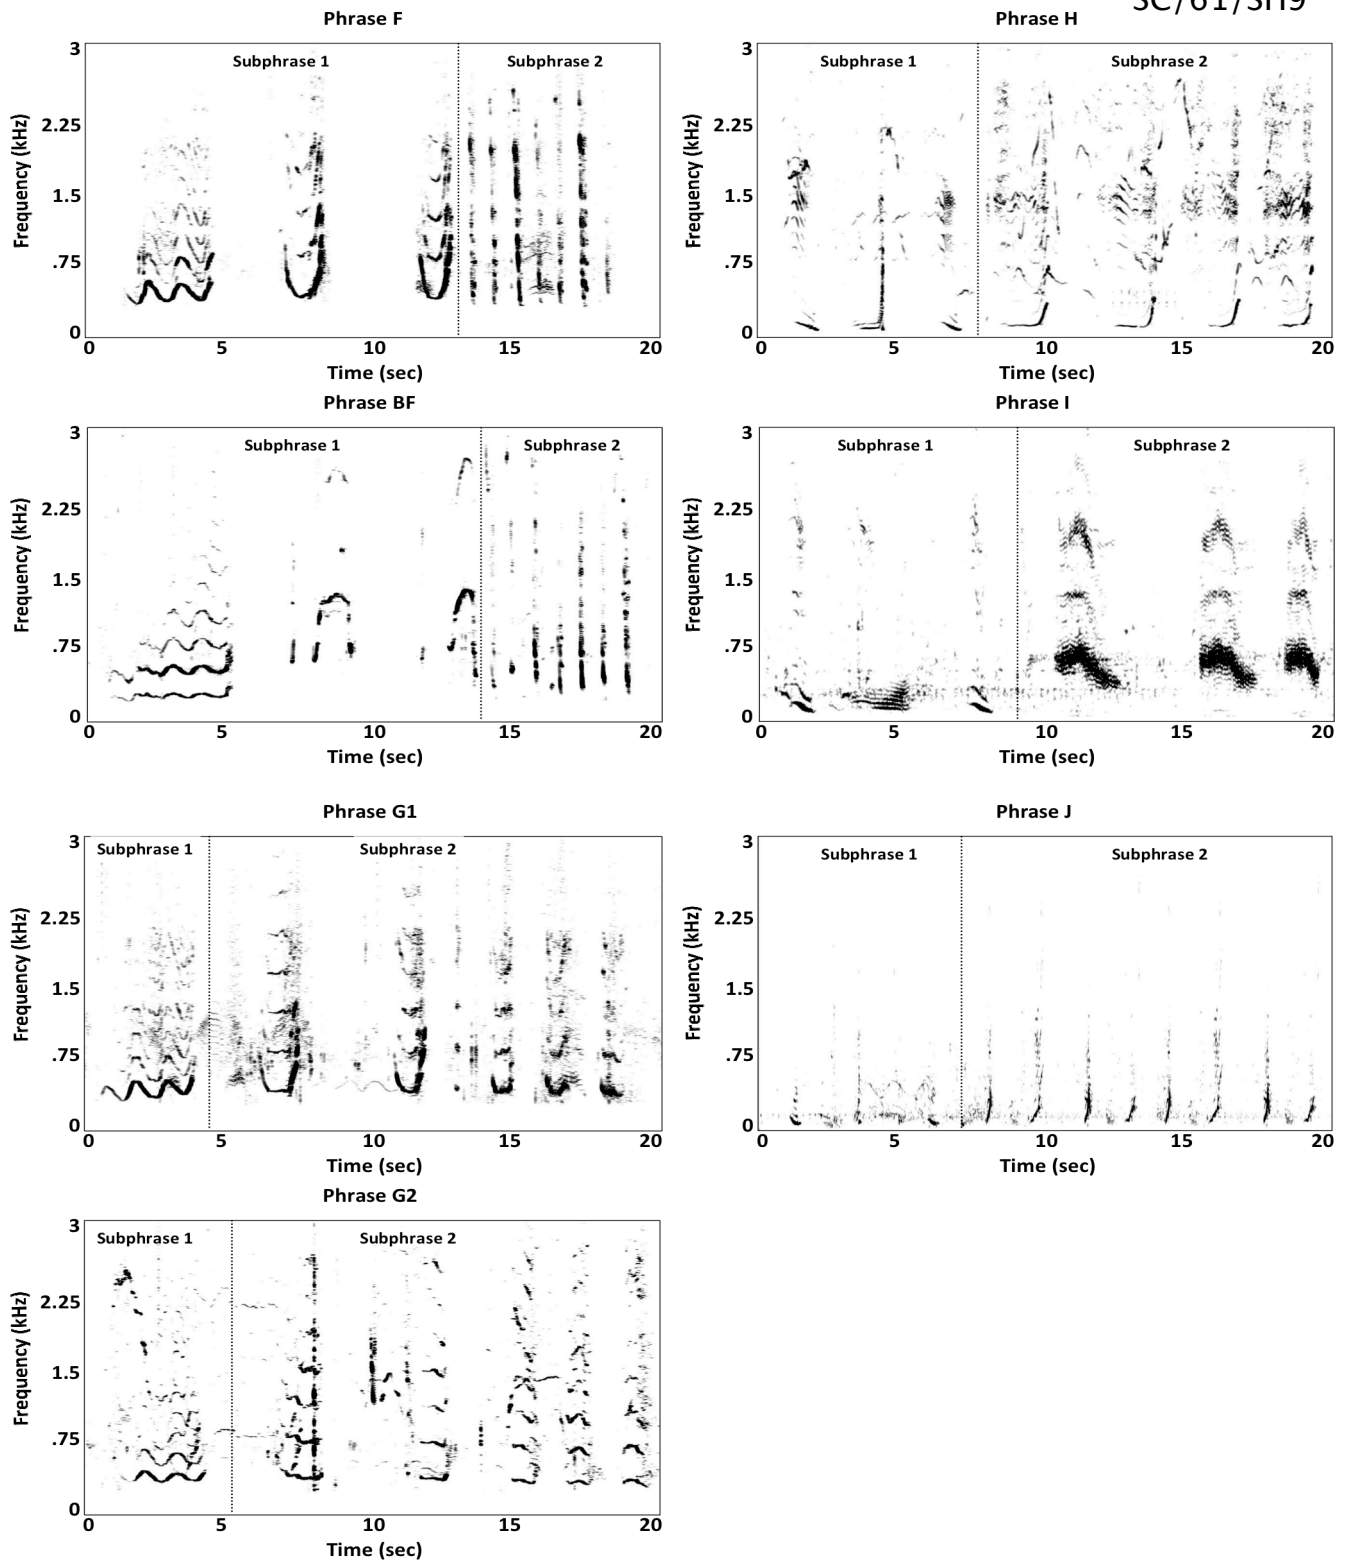 SC/61/SH9
Phrase F
Subphrase 1 Subphrase 2
Frequency (kHz)
3
2.25
1.5
.75
0
0 5 10 15 20
Time (sec)
Phrase H
Subphrase 1 Subphrase 2
Frequency (kHz)
3
2.25
1.5
.75
0
0 5 10 15 20
Time (sec)
Phrase BF
Subphrase 1 Subphrase 2
Frequency (kHz)
3
2.25
1.5
.75
0
0 5 10 15 20
Time (sec)
Phrase I
Subphrase 1 Subphrase 2
Frequency (kHz)
3
2.25
1.5
.75
0
0 5 10 15 20
Time (sec)
Phrase G1
Subphrase 1 Subphrase 2
Frequency (kHz)
3
2.25
1.5
.75
0
0 5 10 15 20
Time (sec)
Phrase J
Subphrase 1 Subphrase 2
Frequency (kHz)
3
2.25
1.5
.75
0
0 5 10 15 20
Time (sec)
Phrase G2
Subphrase 1 Subphrase 2
Frequency (kHz)
3
2.25
1.5
.75
0
0 5 10 15 20
Time (sec)